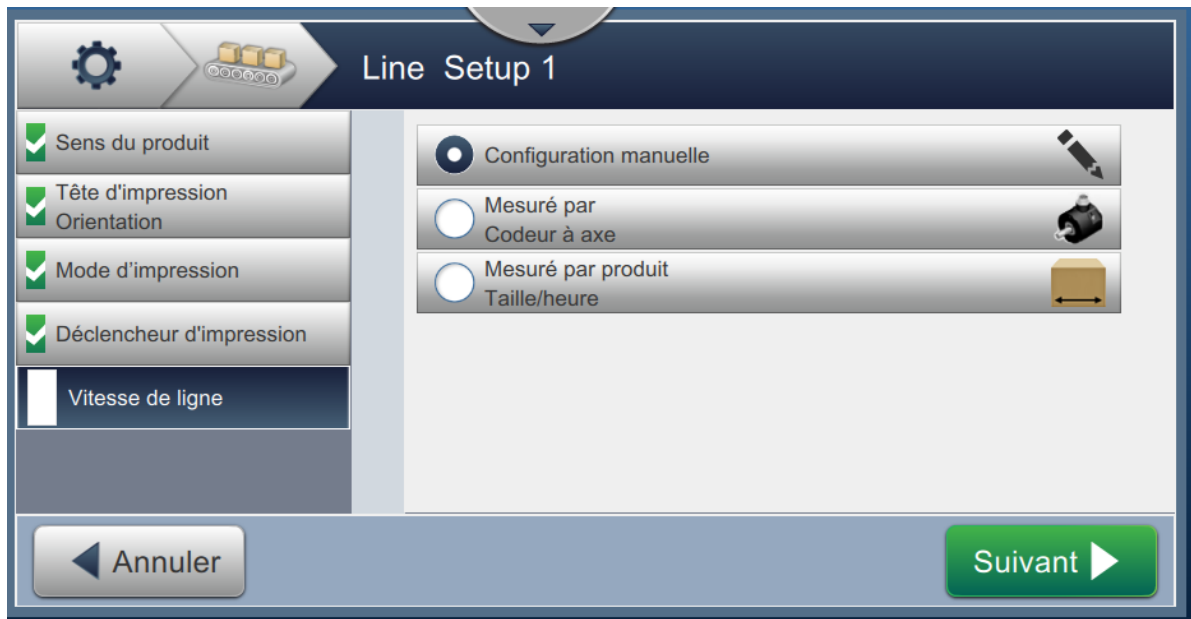 Line Setup 1
Sens du produit
Tête d'impression
Orientation
Mode d’impression
Déclencheur d'impression
Vitesse de ligne
Configuration manuelle
Mesuré par
Codeur à axe
Mesuré par produit
Taille/heure
Annuler
Suivant